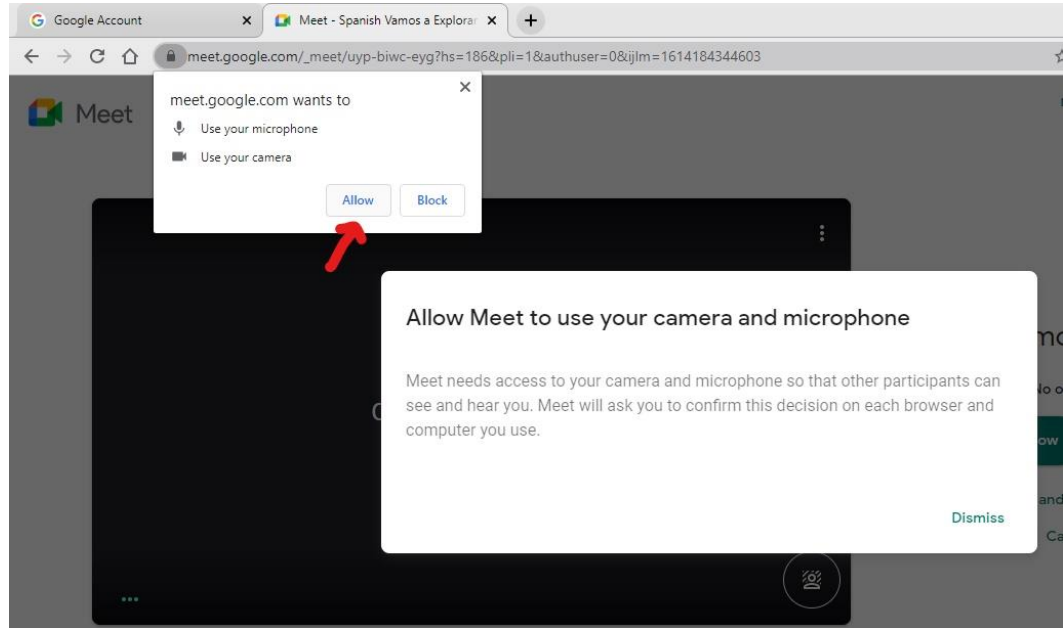 Google Account
Meet - Spanish Vamos a Explorar
meet.google.com/_meet/uyp-biwc-eyg?hs=186&pli=1&authuser=0&ijlm=1614184344603
Meet
meet.google.com wants to
Use your microphone
Use your camera
Allow Block
Allow Meet to use your camera and microphone
Meet needs access to your camera and microphone so that other participants can
see and hear you. Meet will ask you to confirm this decision on each browser and
computer you use.
Dismiss